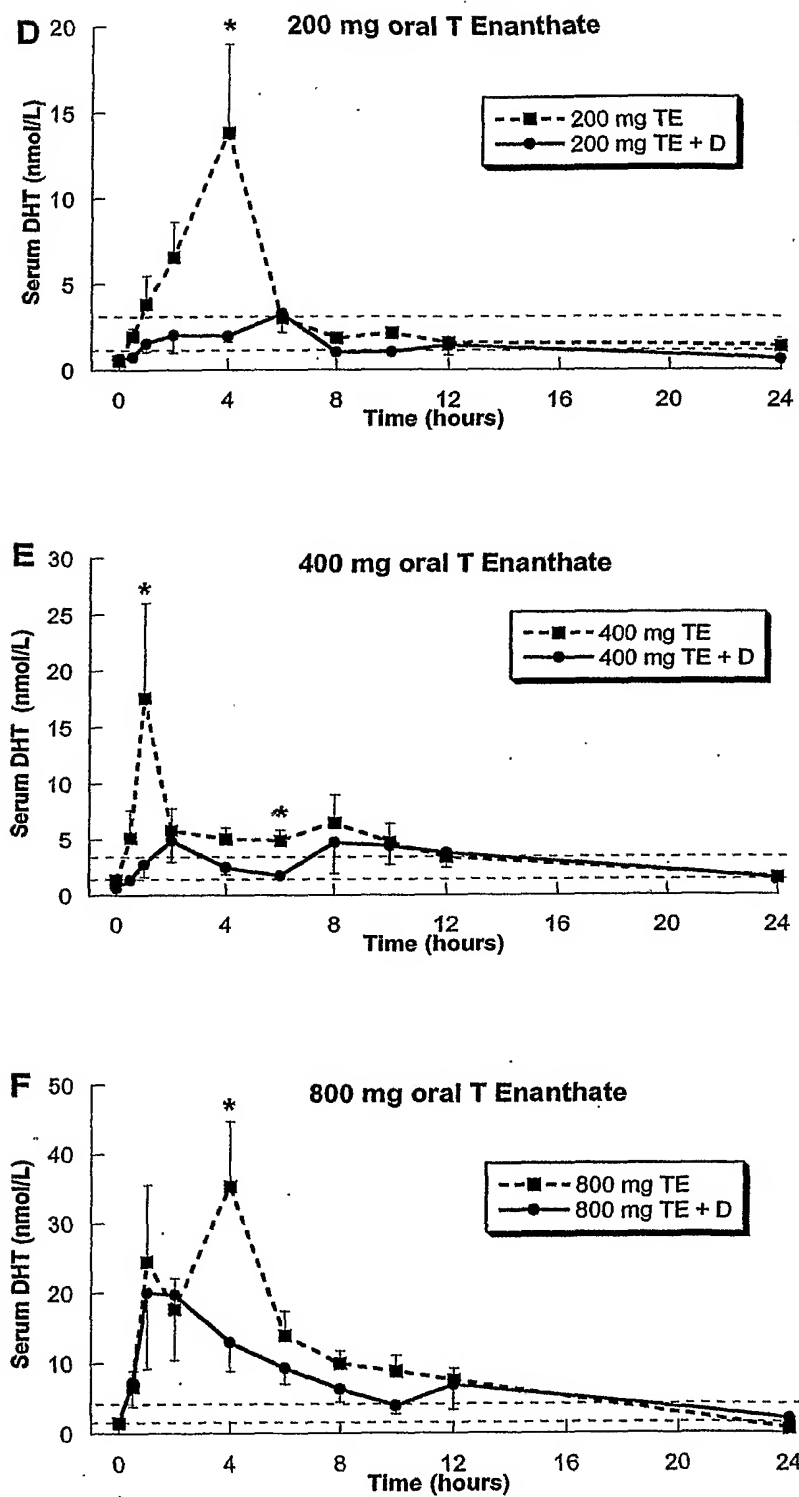 D
200 mg oral T Enanthate
*
Serum DHT (nmol/L)
20
15
10
5
0
200 mg TE
200 mg TE + D
0 4 8 12 16 20 24
Time (hours)
E
400 mg oral T Enanthate
*
*
Serum DHT (nmol/L)
30
25
20
15
10
5
0
400 mg TE
400 mg TE + D
0 4 8 12 16 20 24
Time (hours)
F
800 mg oral T Enanthate
*
Serum DHT (nmol/L)
50
40
30
20
10
0
800 mg TE
800 mg TE + D
0 4 8 12 16 20 24
Time (hours)